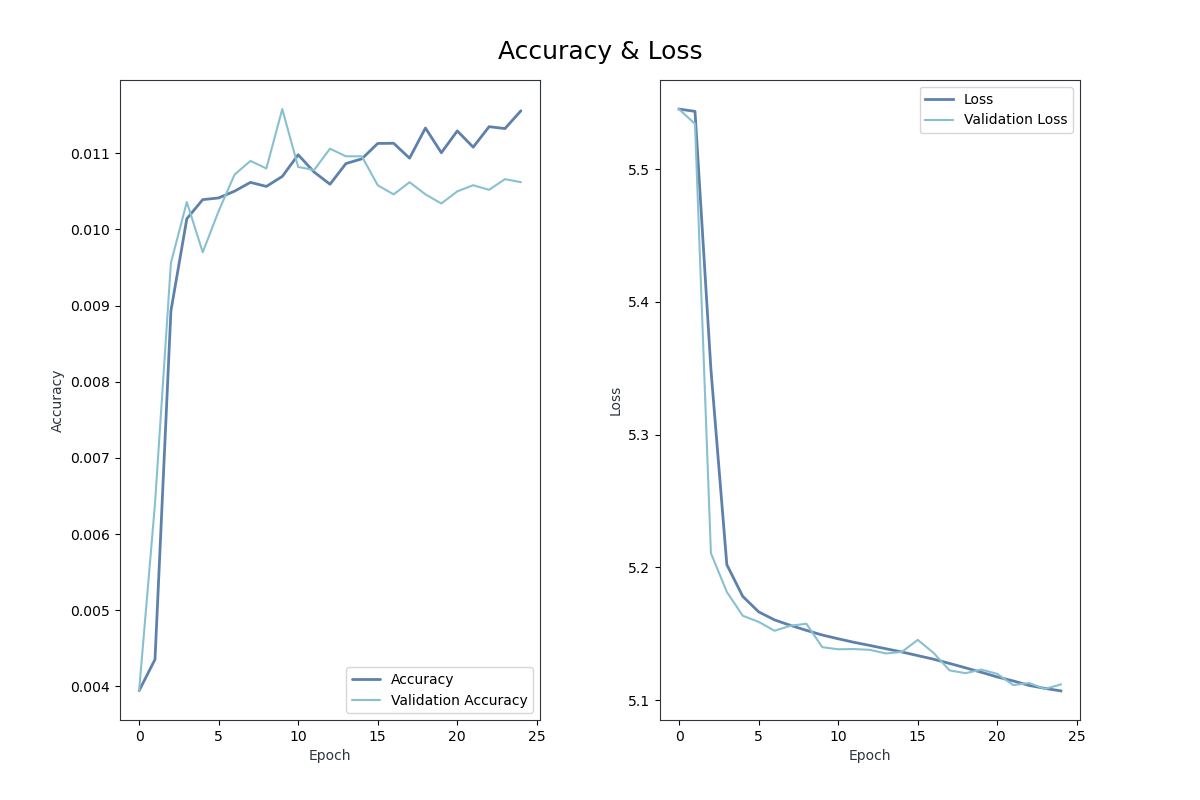 Accuracy & Loss
Accuracy
0.011
0.010
0.009
0.008
0.007
0.006
0.005
0.004
0 5 10 15 20 25
Epoch
Accuracy
Validation Accuracy
Loss
5.5
5.4
5.3
5.2
5.1
0 5 10 15 20 25
Epoch
Loss
Validation Loss